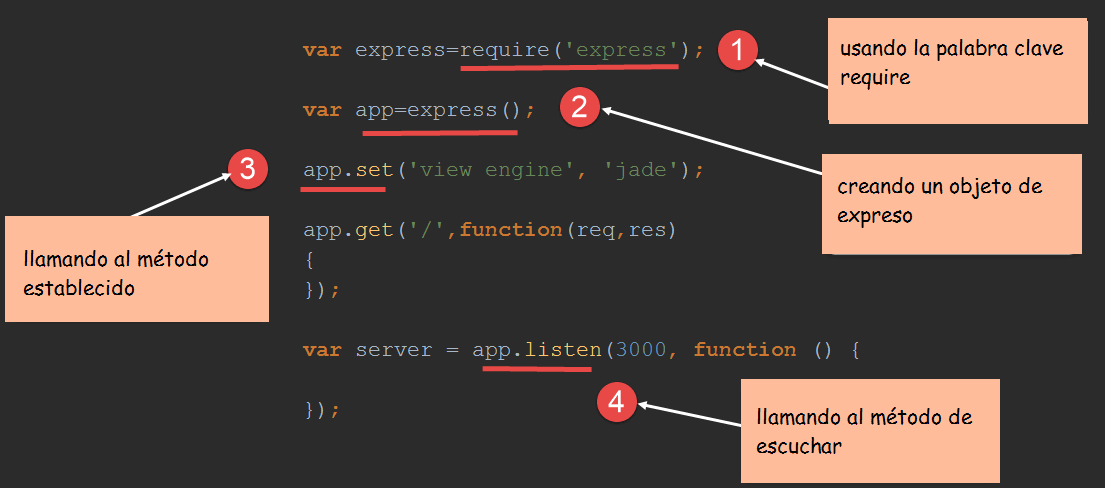 var express=require('express');
1
usando la palabra clave
require
var app=express();
2
creando un objeto de
expreso
3
app.set('view engine', 'jade');
llamando al método
establecido
app.get('/',function(req,res)
{
});
var server = app.listen(3000, function () {
});
4
llamando al método de
escuchar